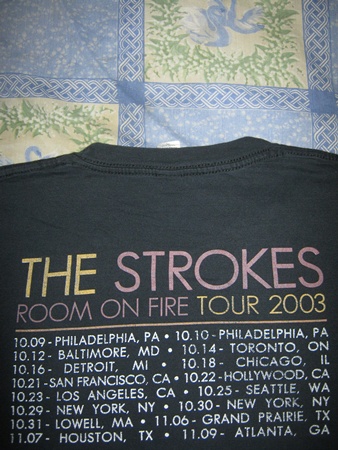 THE STROKES
ROOM ON FIRE TOUR 2003
10.09 - PHILADELPHIA, PA • 10.10 - PHILADELPHIA, PA
10.12 - BALTIMORE, MD • 10.14 - TORONTO, ON
10.16 - DETROIT, MI • 10.18 - CHICAGO, IL
10.21 - SAN FRANCISCO, CA • 10.22 - HOLLYWOOD, CA
10.23 - LOS ANGELES, CA • 10.25 - SEATTLE, WA
10.29 - NEW YORK, NY • 10.30 - NEW YORK, NY
10.31 - LOWELL, MA • 11.06 - GRAND PRAIRIE, TX
11.07 - HOUSTON, TX • 11.09 - ATLANTA, GA